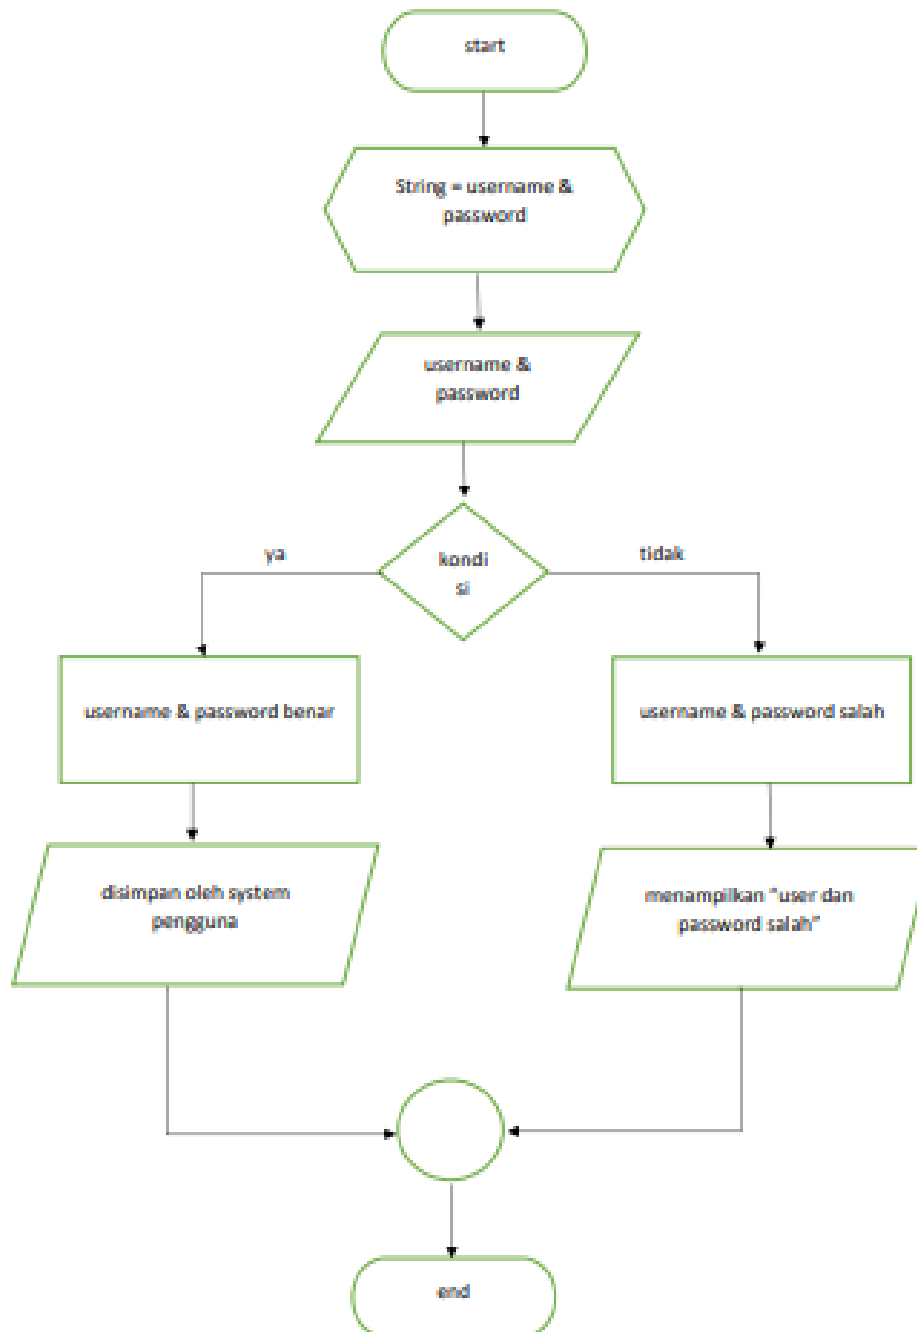 start
String = username &
password
username &
password
kondi
si
ya
tidak
username & password benar
username & password salah
disimpan oleh system
pengguna
menampilkan "user dan
password salah"
end